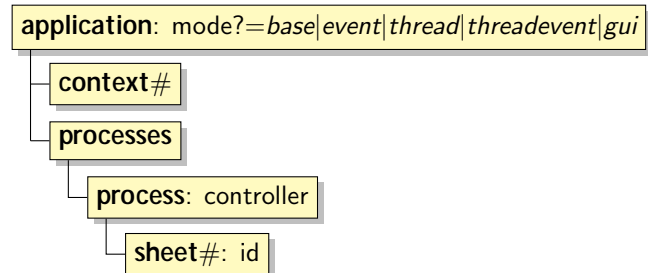 application: mode?=base|event|thread|threadevent|gui
context#
processes
process: controller
sheet#: id